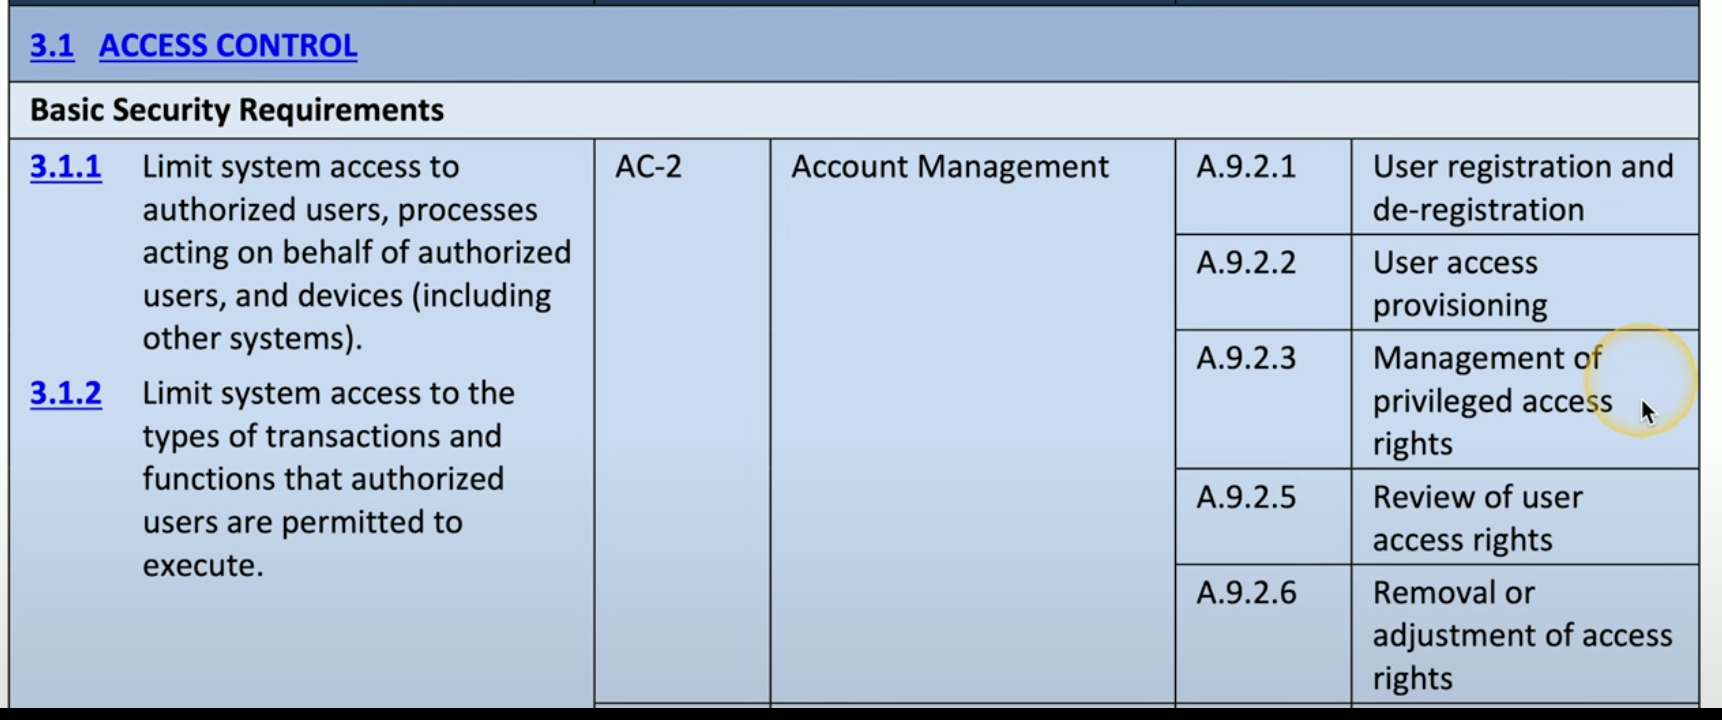 3.1 ACCESS CONTROL
Basic Security Requirements
3.1.1 Limit system access to
authorized users, processes
acting on behalf of authorized
users, and devices (including
other systems).
3.1.2 Limit system access to the
types of transactions and
functions that authorized
users are permitted to
execute.
AC-2
Account Management
A.9.2.1 User registration and
de-registration
A.9.2.2 User access
provisioning
A.9.2.3 Management of
privileged access
rights
A.9.2.5 Review of user
access rights
A.9.2.6 Removal or
adjustment of access
rights